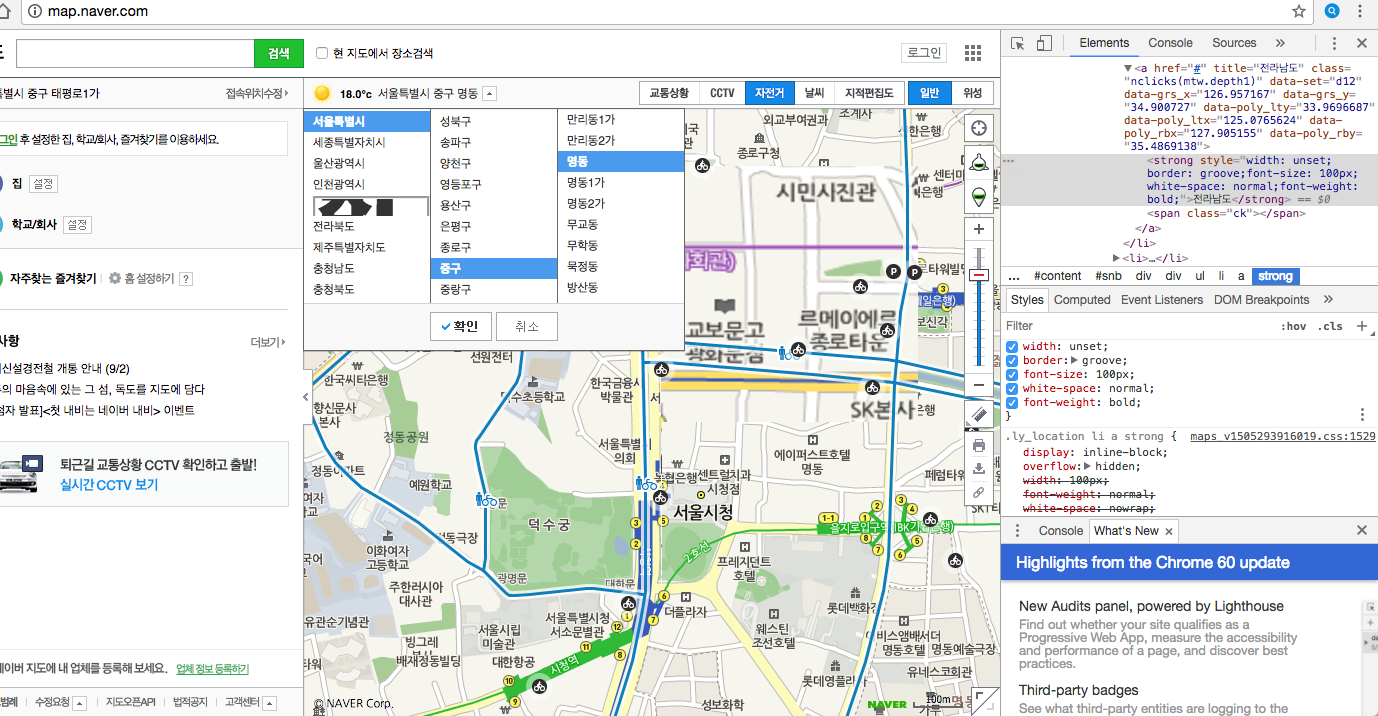 map.naver.com
검색
현 지도에서 장소검색
로그인
특별시 중구 태평로1가
접속위치수정
18.0°c 서울특별시 중구 명동
교통상황 CCTV 자전거 날씨 지적편집도 일반 위성
서울특별시
세종특별자치시
울산광역시
인천광역시
전라북도
제주특별자치도
충청남도
충청북도
성북구
송파구
양천구
영등포구
용산구
은평구
종로구
중구
중랑구
만리동1가
만리동2가
명동
명동1가
명동2가
무교동
무학동
묵정동
방산동
확인 취소
그인 후 설정한 집, 학교/회사, 즐겨찾기를 이용하세요.
집 설정
학교/회사 설정
자주찾는 즐겨찾기 홈 설정하기 ?
사항
더보기
신설경전철 개통 안내 (9/2)
의 마음속에 있는 그 섬, 독도를 지도에 담다
첨자 발표]<첫 내비는 네이버 내비> 이벤트
퇴근길 교통상황 CCTV 확인하고 출발!
실시간 CCTV 보기
네이버 지도에 내 업체를 등록해 보세요. 업체 정보 등록하기
범례 수정요청 지도오픈API 법적공지 고객센터
외교부여권과
조계사
종로구청
신한은행
센터마
시민사진관
교보문고
광화문점
르메이에르
종로타운
보신각
SK본사
선원전터
한국씨티은행
덕수초등학교
한국금융사
박물관
향신문사
본사
정동공원
정동아파트
예원학교
서울특별시
의회
농협은행
센트럴치과
시청점
에이퍼스트호텔
명동
페럼타워
서울시청
덕수궁
정동극장
이화여자
고등학교
주한러시아
대사관
광명문
대한문
2호선
프레지던트
호텔
을지로입구역(IBK기업은행)
더플라자
롯데백화점
웨스틴
조선호텔
이비스앰배서더
명동호텔
명동예술극장
유네스코회관
롯데영플라자
서울특별시청
서소문별관
서울시립
미술관
유관순기념관
빙그레
배재정동빌딩
대한항공
시청역
성보화학
© NAVER Corp.
NAVER
100m
Elements Console Sources
<a href="#" title="전라남도" class=
"nclicks(mtw.depth1)" data-set="d12"
data-grs_x="126.957167" data-grs_y=
"34.900727" data-poly_lty="33.9696687"
data-poly_ltx="125.0765624" data-
poly_rbx="127.905155" data-poly_rby=
"35.4869138">
<strong style="width: unset;
border: groove;font-size: 100px;
white-space: normal;font-weight:
bold;">전라남도</strong> == $0
<span class="ck"></span>
</a>
</li>
<li>…</li>
... #content #snb div div ul li a strong
Styles Computed Event Listeners DOM Breakpoints
Filter :hov .cls +
width: unset;
border: groove;
font-size: 100px;
white-space: normal;
font-weight: bold;
}
.ly_location li a strong { maps_v1505293916019.css:1529
display: inline-block;
overflow: hidden;
width: 100px;
font-weight: normal;
white-space: nowrap;
Console What's New
Highlights from the Chrome 60 update
New Audits panel, powered by Lighthouse
Find out whether your site qualifies as a
Progressive Web App, measure the accessibility
and performance of a page, and discover best
practices.
Third-party badges
See what third-party entities are logging to the